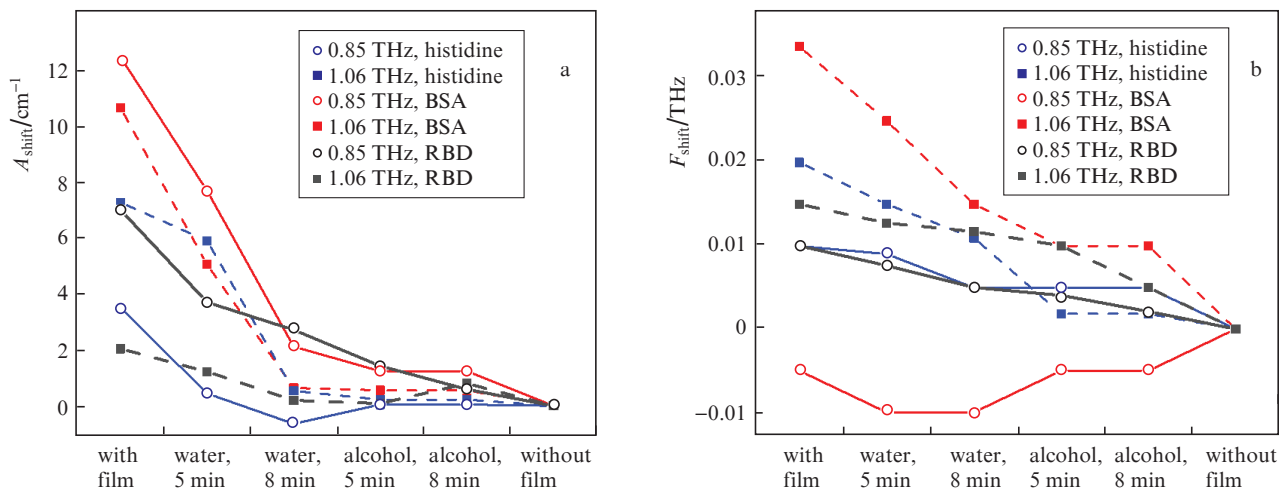 0.85 THz, histidine
1.06 THz, histidine
0.85 THz, BSA
1.06 THz, BSA
0.85 THz, RBD
1.06 THz, RBD
a
A shift/cm⁻¹
12
10
8
6
4
2
0
with film
water, 5 min
water, 8 min
alcohol, 5 min
alcohol, 8 min
without film
0.85 THz, histidine
1.06 THz, histidine
0.85 THz, BSA
1.06 THz, BSA
0.85 THz, RBD
1.06 THz, RBD
b
F shift/THz
0.03
0.02
0.01
0
−0.01
with film
water, 5 min
water, 8 min
alcohol, 5 min
alcohol, 8 min
without film